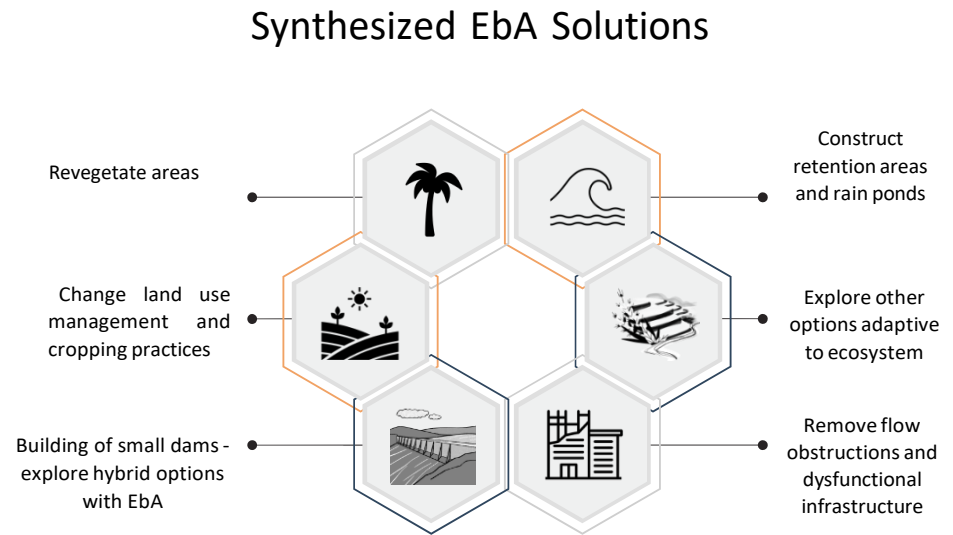 Synthesized EbA Solutions
Revegetate areas
Change land use
management and
cropping practices
Building of small dams -
explore hybrid options
with EbA
Construct
retention areas
and rain ponds
Explore other
options adaptive
to ecosystem
Remove flow
obstructions and
dysfunctional
infrastructure